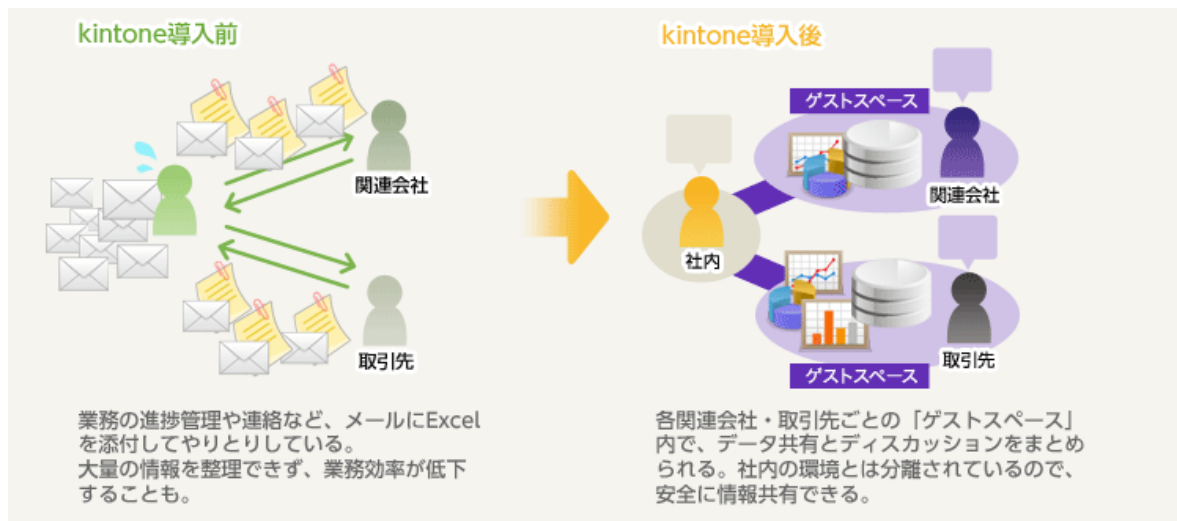 kintone導入前
関連会社
取引先
業務の進捗管理や連絡など、メールにExcel
を添付してやりとりしている。
大量の情報を整理できず、業務効率が低下
することも。
kintone導入後
ゲストスペース
関連会社
社内
取引先
ゲストスペース
各関連会社・取引先ごとの「ゲストスペース」
内で、データ共有とディスカッションをまとめ
られる。社内の環境とは分離されているので、
安全に情報共有できる。